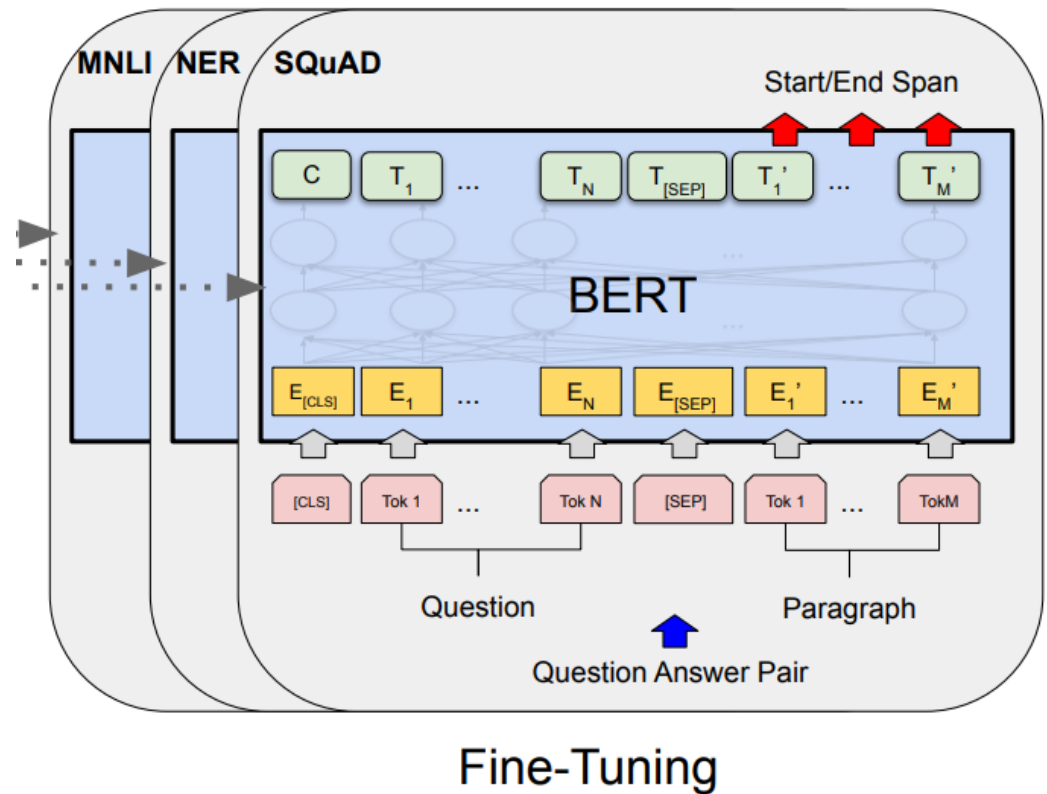 MNLI NER SQuAD
Start/End Span
C T1 ... TN T[SEP] T1' ... TM'
...
BERT
...
E[CLS] E1 ... EN E[SEP] E1' ... EM'
[CLS] Tok 1 ... Tok N [SEP] Tok 1 ... TokM
Question Paragraph
Question Answer Pair
Fine-Tuning